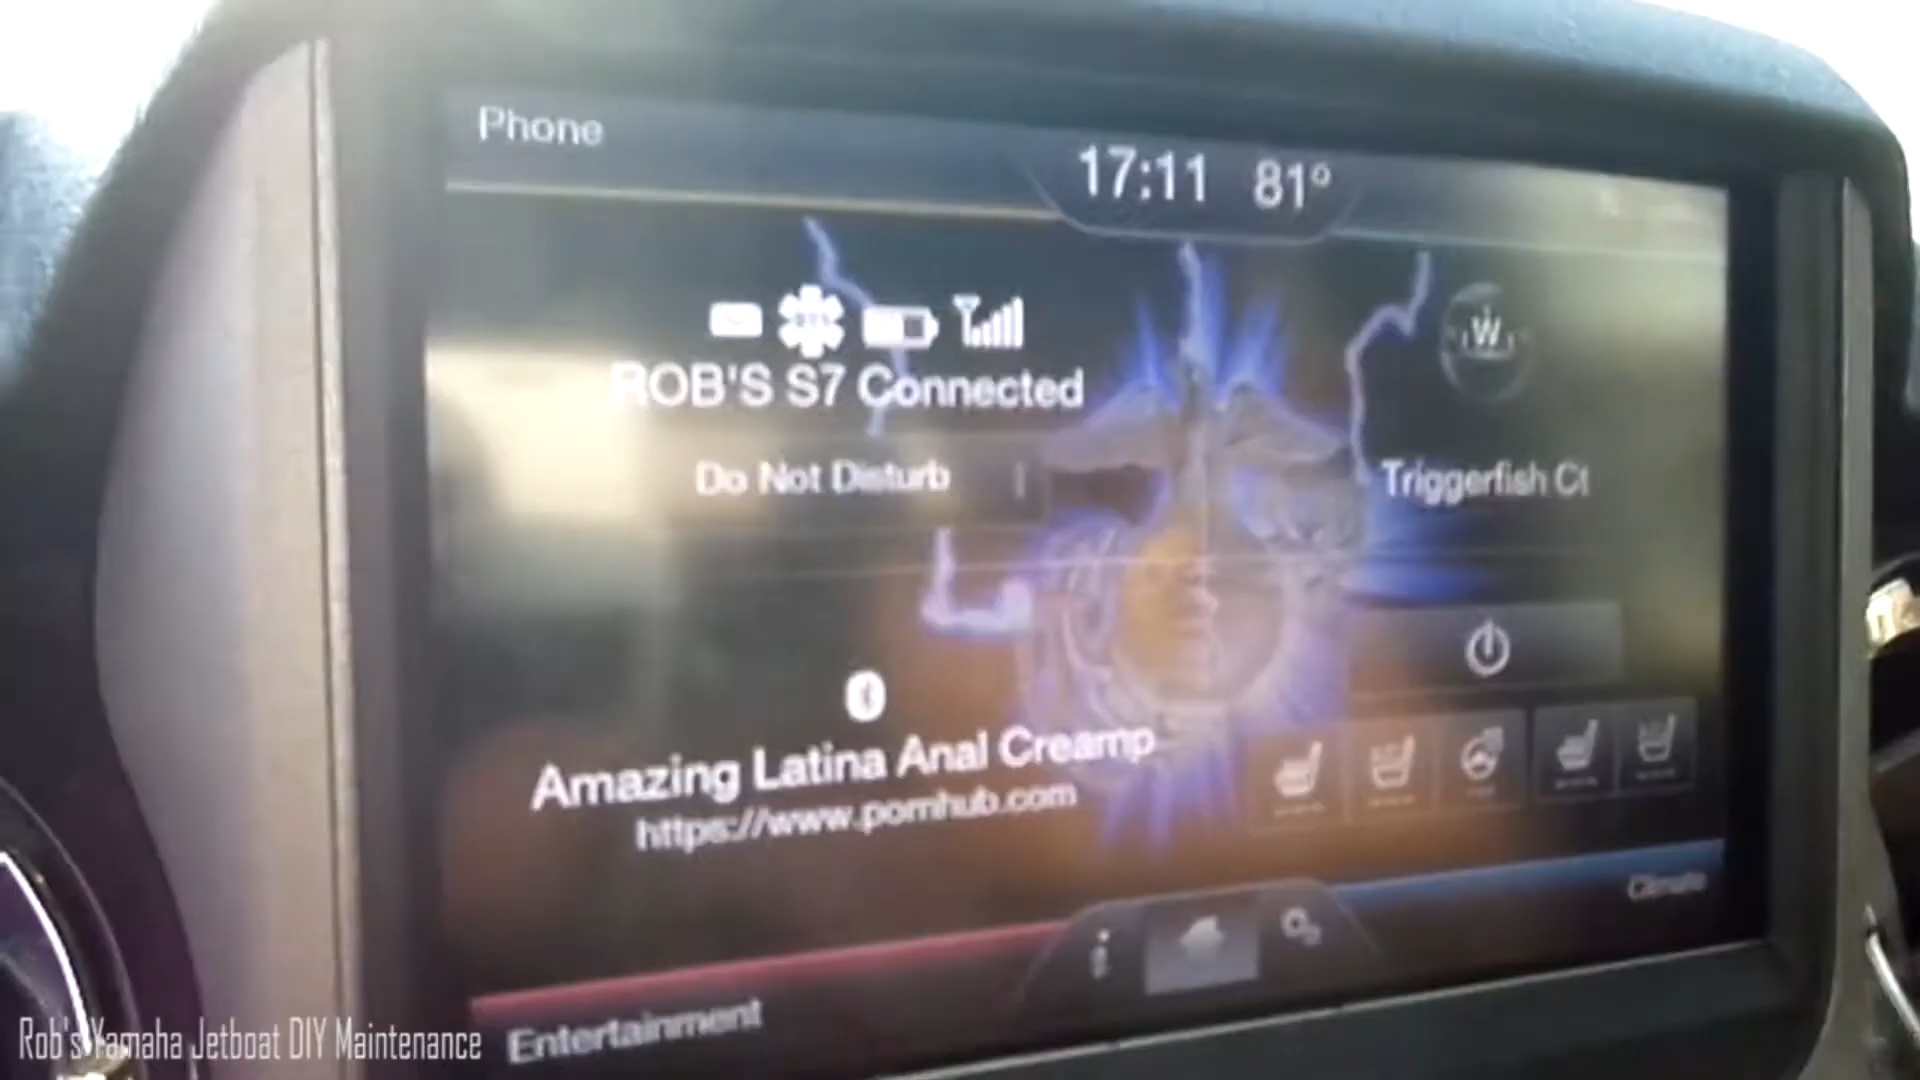 Phone
17:11 81°
ROB'S S7 Connected
W
Do Not Disturb
Triggerfish Ct
Amazing Latina Anal Creamp
https://www.pornhub.com
Climate
i
Entertainment
Rob's Yamaha Jetboat DIY Maintenance